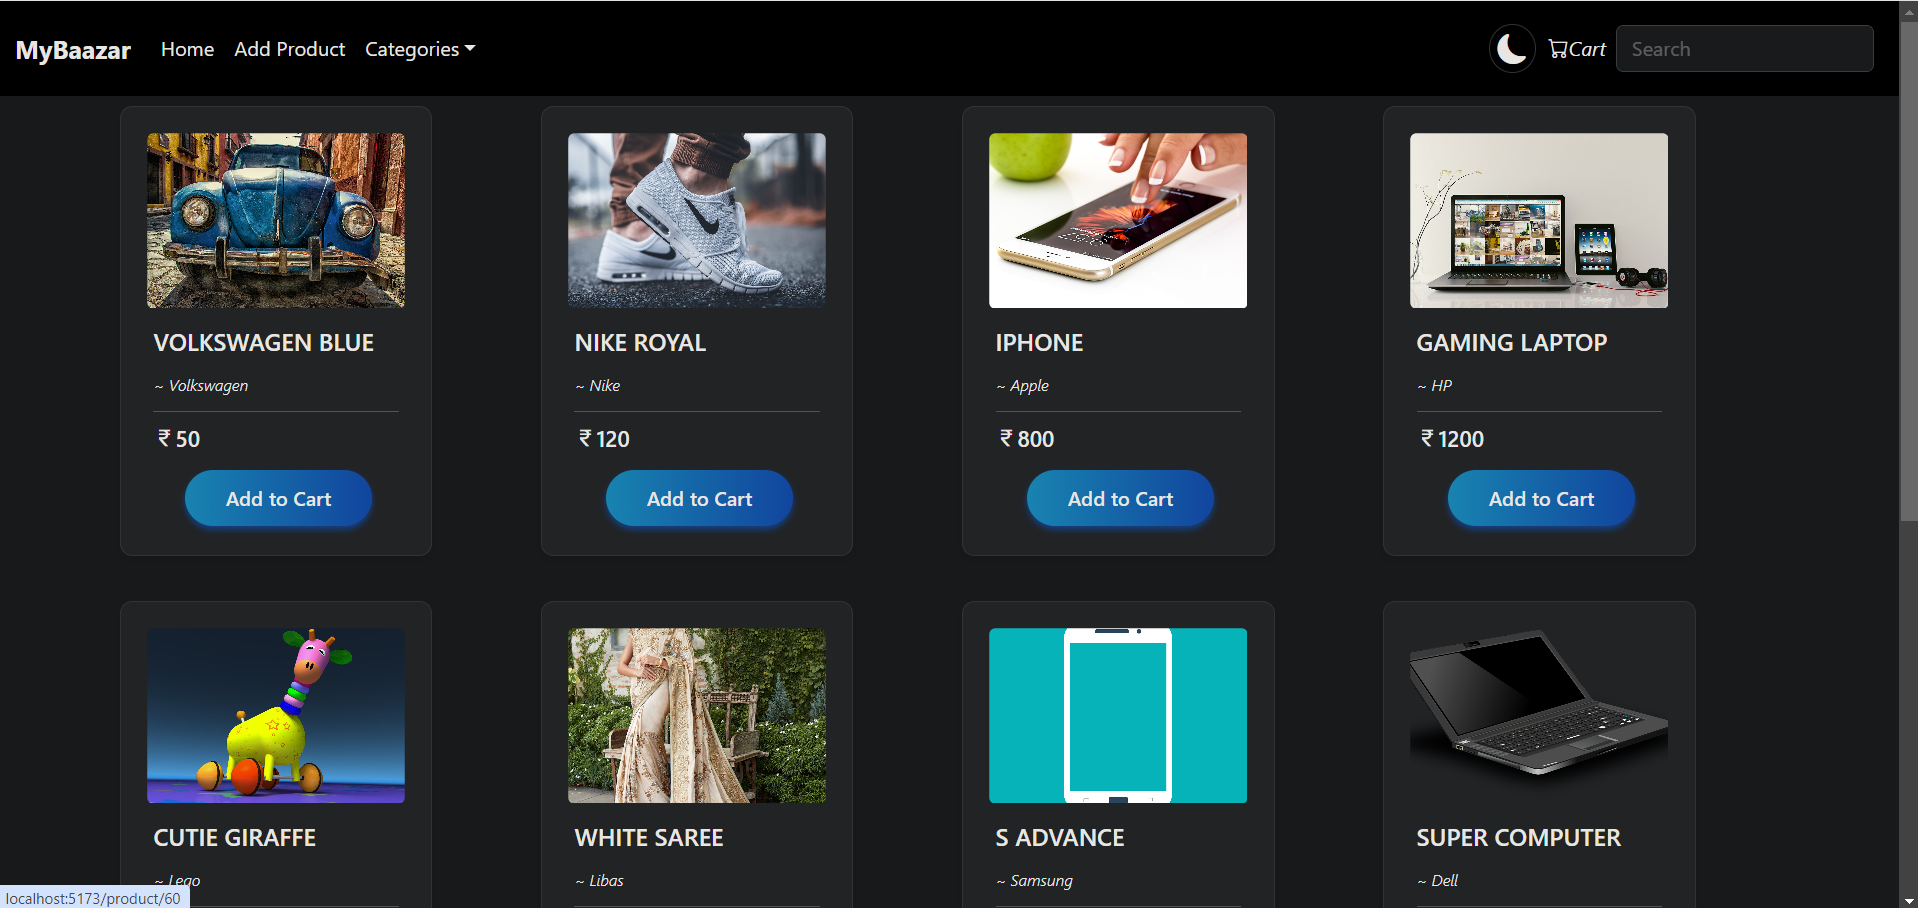 MyBaazar Home Add Product Categories Cart Search
VOLKSWAGEN BLUE
~ Volkswagen
₹ 50
Add to Cart
NIKE ROYAL
~ Nike
₹ 120
Add to Cart
IPHONE
~ Apple
₹ 800
Add to Cart
GAMING LAPTOP
~ HP
₹ 1200
Add to Cart
CUTIE GIRAFFE
~ Lego
WHITE SAREE
~ Libas
S ADVANCE
~ Samsung
SUPER COMPUTER
~ Dell
localhost:5173/product/60